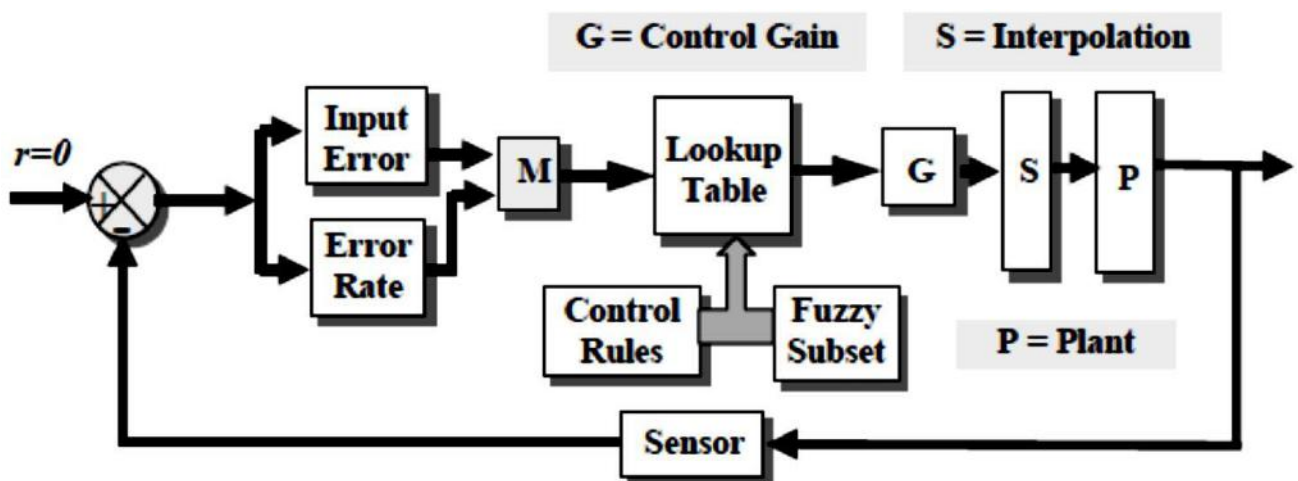 G = Control Gain
S = Interpolation
r=0
+
-
Input
Error
Error
Rate
M
Lookup
Table
G
S
P
Control
Rules
Fuzzy
Subset
P = Plant
Sensor